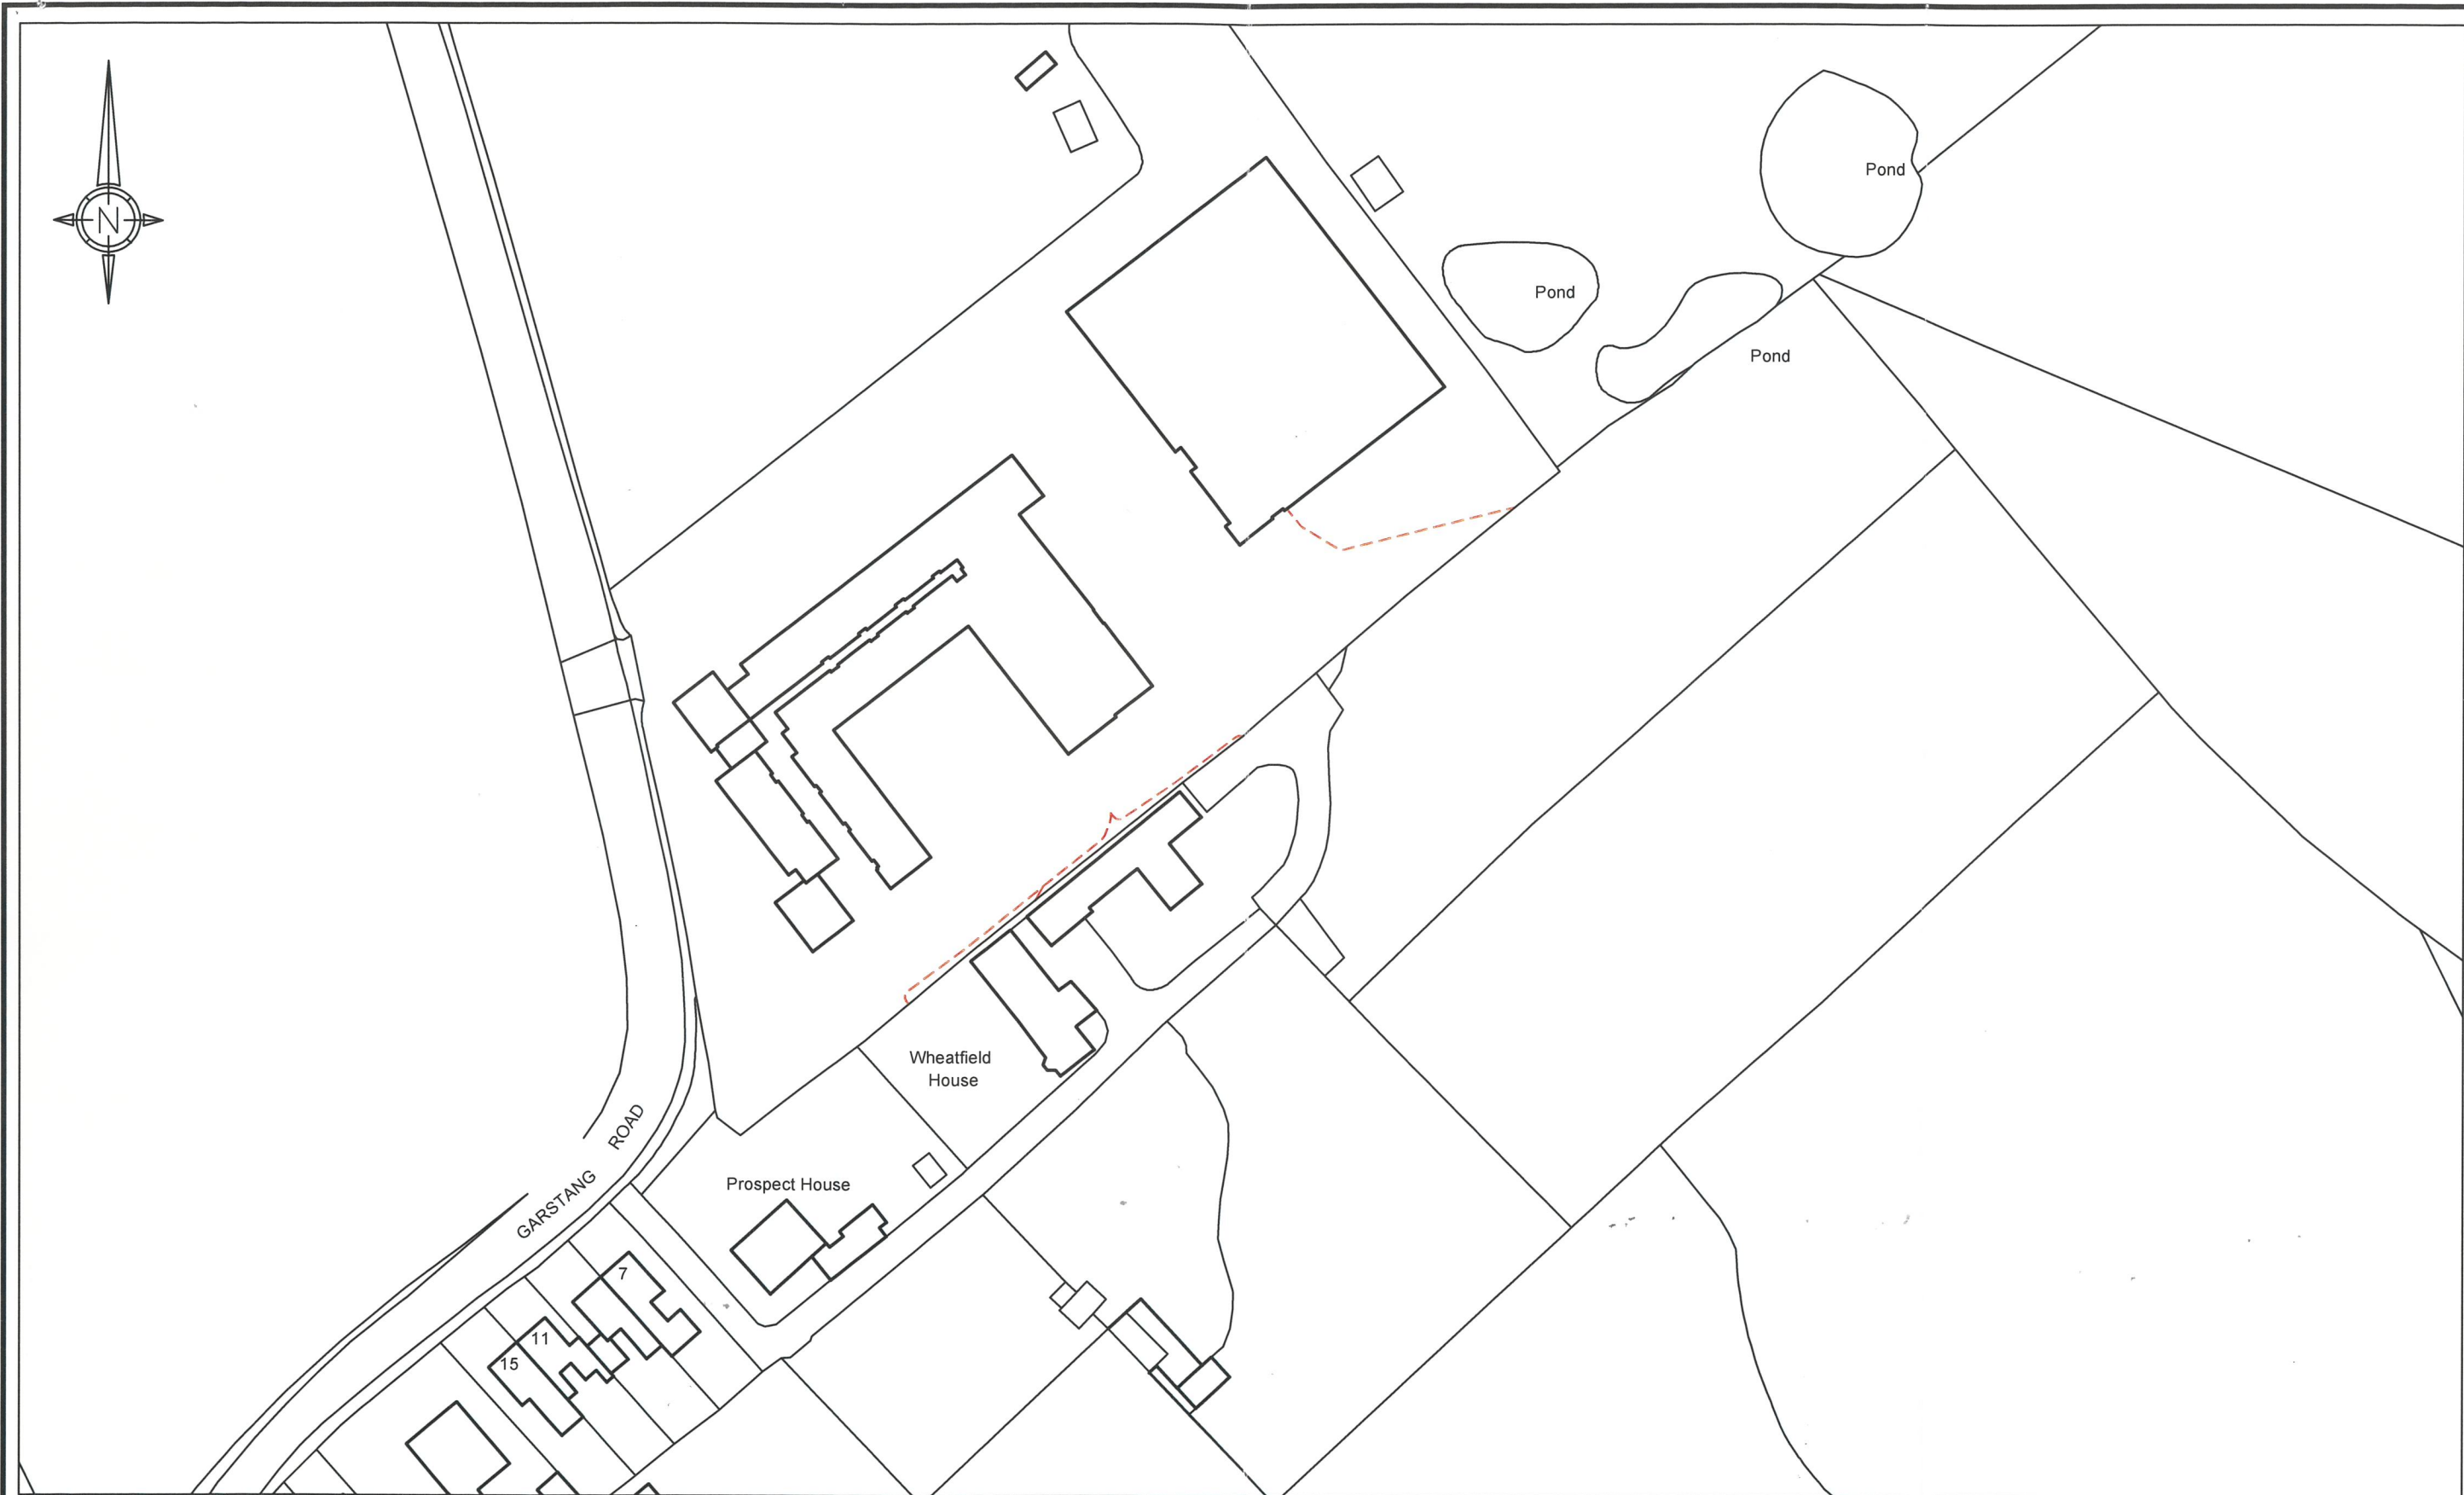 N
Pond
Pond
Pond
Wheatfield
House
GARSTANG ROAD
Prospect House
7
11
15